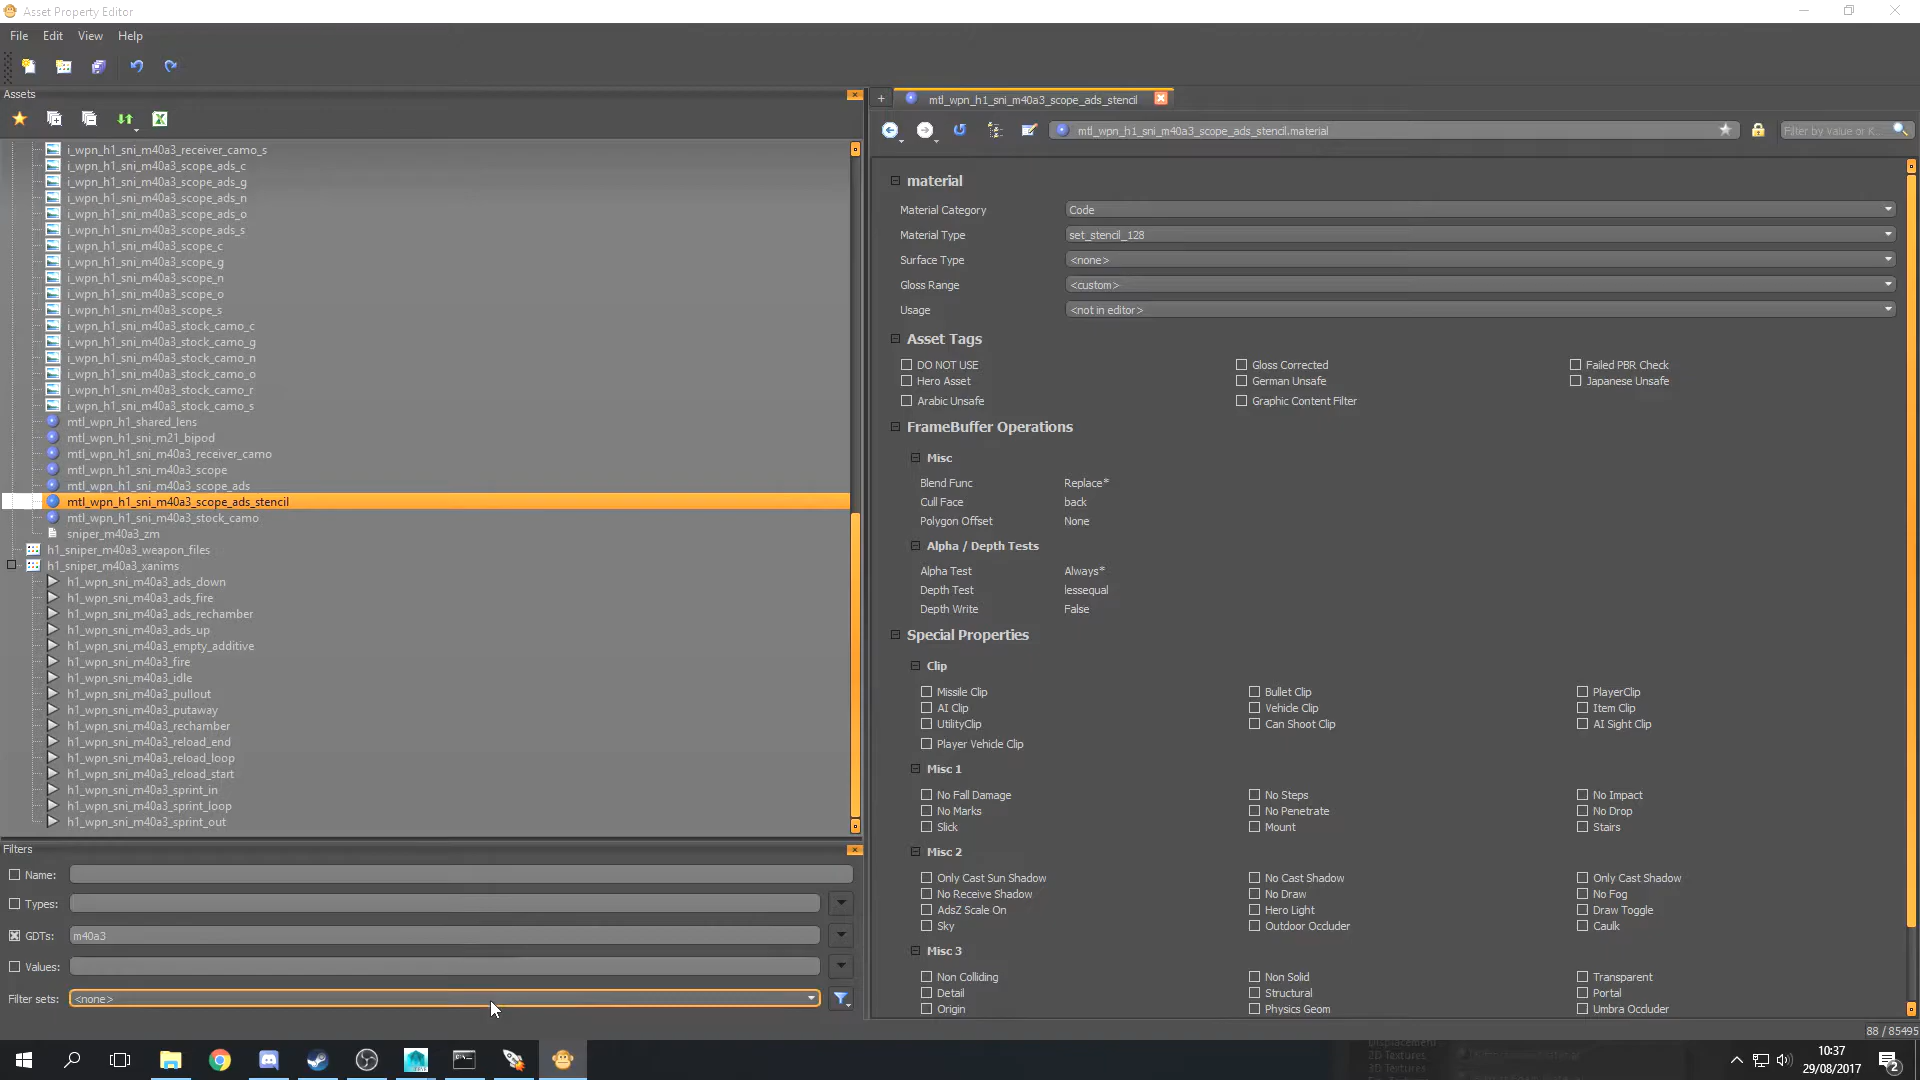 Asset Property Editor
File Edit View Help
Assets
i_wpn_h1_sni_m40a3_receiver_camo_s
i_wpn_h1_sni_m40a3_scope_ads_c
i_wpn_h1_sni_m40a3_scope_ads_g
i_wpn_h1_sni_m40a3_scope_ads_n
i_wpn_h1_sni_m40a3_scope_ads_o
i_wpn_h1_sni_m40a3_scope_ads_s
i_wpn_h1_sni_m40a3_scope_c
i_wpn_h1_sni_m40a3_scope_g
i_wpn_h1_sni_m40a3_scope_n
i_wpn_h1_sni_m40a3_scope_o
i_wpn_h1_sni_m40a3_scope_s
i_wpn_h1_sni_m40a3_stock_camo_c
i_wpn_h1_sni_m40a3_stock_camo_g
i_wpn_h1_sni_m40a3_stock_camo_n
i_wpn_h1_sni_m40a3_stock_camo_o
i_wpn_h1_sni_m40a3_stock_camo_r
i_wpn_h1_sni_m40a3_stock_camo_s
mtl_wpn_h1_shared_lens
mtl_wpn_h1_sni_m21_bipod
mtl_wpn_h1_sni_m40a3_receiver_camo
mtl_wpn_h1_sni_m40a3_scope
mtl_wpn_h1_sni_m40a3_scope_ads
mtl_wpn_h1_sni_m40a3_scope_ads_stencil
mtl_wpn_h1_sni_m40a3_stock_camo
sniper_m40a3_zm
h1_sniper_m40a3_weapon_files
h1_sniper_m40a3_xanims
h1_wpn_sni_m40a3_ads_down
h1_wpn_sni_m40a3_ads_fire
h1_wpn_sni_m40a3_ads_rechamber
h1_wpn_sni_m40a3_ads_up
h1_wpn_sni_m40a3_empty_additive
h1_wpn_sni_m40a3_fire
h1_wpn_sni_m40a3_idle
h1_wpn_sni_m40a3_pullout
h1_wpn_sni_m40a3_putaway
h1_wpn_sni_m40a3_rechamber
h1_wpn_sni_m40a3_reload_end
h1_wpn_sni_m40a3_reload_loop
h1_wpn_sni_m40a3_reload_start
h1_wpn_sni_m40a3_sprint_in
h1_wpn_sni_m40a3_sprint_loop
h1_wpn_sni_m40a3_sprint_out
Filters
Name:
Types:
GDTs: m40a3
Values:
Filter sets: <none>
mtl_wpn_h1_sni_m40a3_scope_ads_stencil
mtl_wpn_h1_sni_m40a3_scope_ads_stencil.material
Filter by Value or K...
material
Material Category Code
Material Type set_stencil_128
Surface Type <none>
Gloss Range <custom>
Usage <not in editor>
Asset Tags
DO NOT USE Gloss Corrected Failed PBR Check
Hero Asset German Unsafe Japanese Unsafe
Arabic Unsafe Graphic Content Filter
FrameBuffer Operations
Misc
Blend Func Replace*
Cull Face back
Polygon Offset None
Alpha / Depth Tests
Alpha Test Always*
Depth Test lessequal
Depth Write False
Special Properties
Clip
Missile Clip Bullet Clip PlayerClip
AI Clip Vehicle Clip Item Clip
UtilityClip Can Shoot Clip AI Sight Clip
Player Vehicle Clip
Misc 1
No Fall Damage No Steps No Impact
No Marks No Penetrate No Drop
Slick Mount Stairs
Misc 2
Only Cast Sun Shadow No Cast Shadow Only Cast Shadow
No Receive Shadow No Draw No Fog
AdsZ Scale On Hero Light Draw Toggle
Sky Outdoor Occluder Caulk
Misc 3
Non Colliding Non Solid Transparent
Detail Structural Portal
Origin Physics Geom Umbra Occluder
88 / 85495
Displacement
2D Textures
3D Textures
10:37
29/08/2017
2